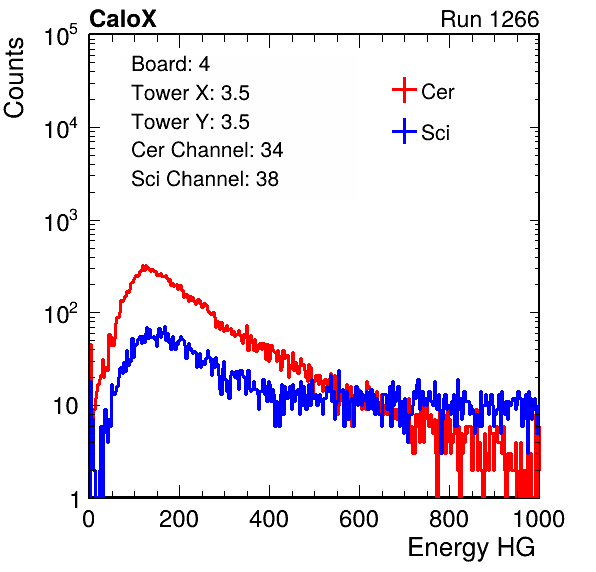 CaloX Run 1266
Counts
10^5
10^4
10^3
10^2
10
1
Board: 4
Tower X: 3.5
Tower Y: 3.5
Cer Channel: 34
Sci Channel: 38
Cer
Sci
0 200 400 600 800 1000
Energy HG